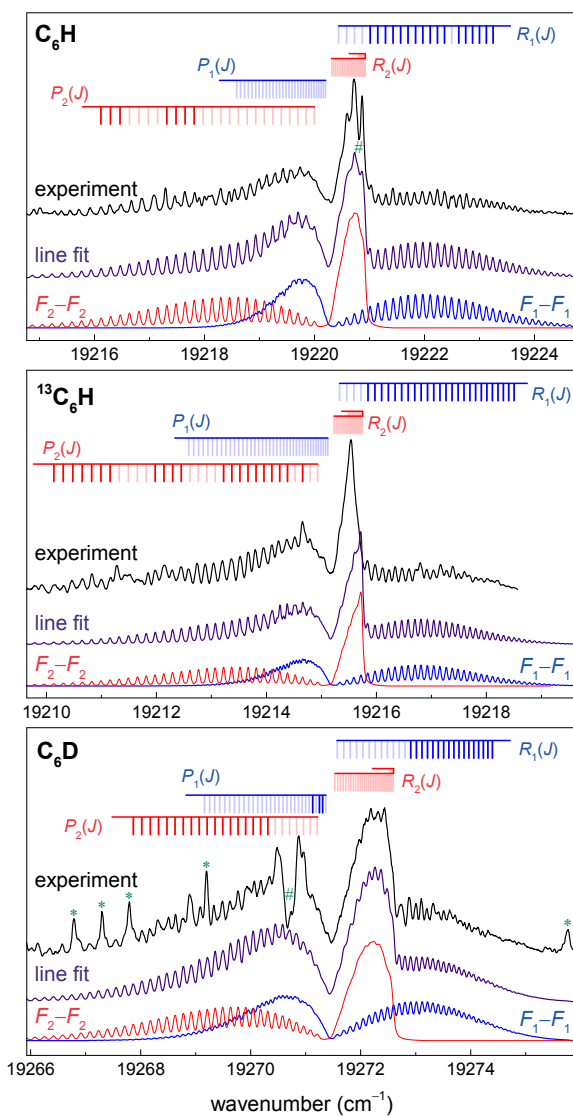 C₆H
R₁(J)
P₁(J)
R₂(J)
P₂(J)
#
experiment
line fit
F₂–F₂
F₁–F₁
19216 19218 19220 19222 19224
¹³C₆H
R₁(J)
P₁(J)
R₂(J)
P₂(J)
experiment
line fit
F₂–F₂
F₁–F₁
19210 19212 19214 19216 19218
C₆D
R₁(J)
P₁(J)
R₂(J)
P₂(J)
experiment
* * * * # *
line fit
F₂–F₂
F₁–F₁
19266 19268 19270 19272 19274
wavenumber (cm⁻¹)